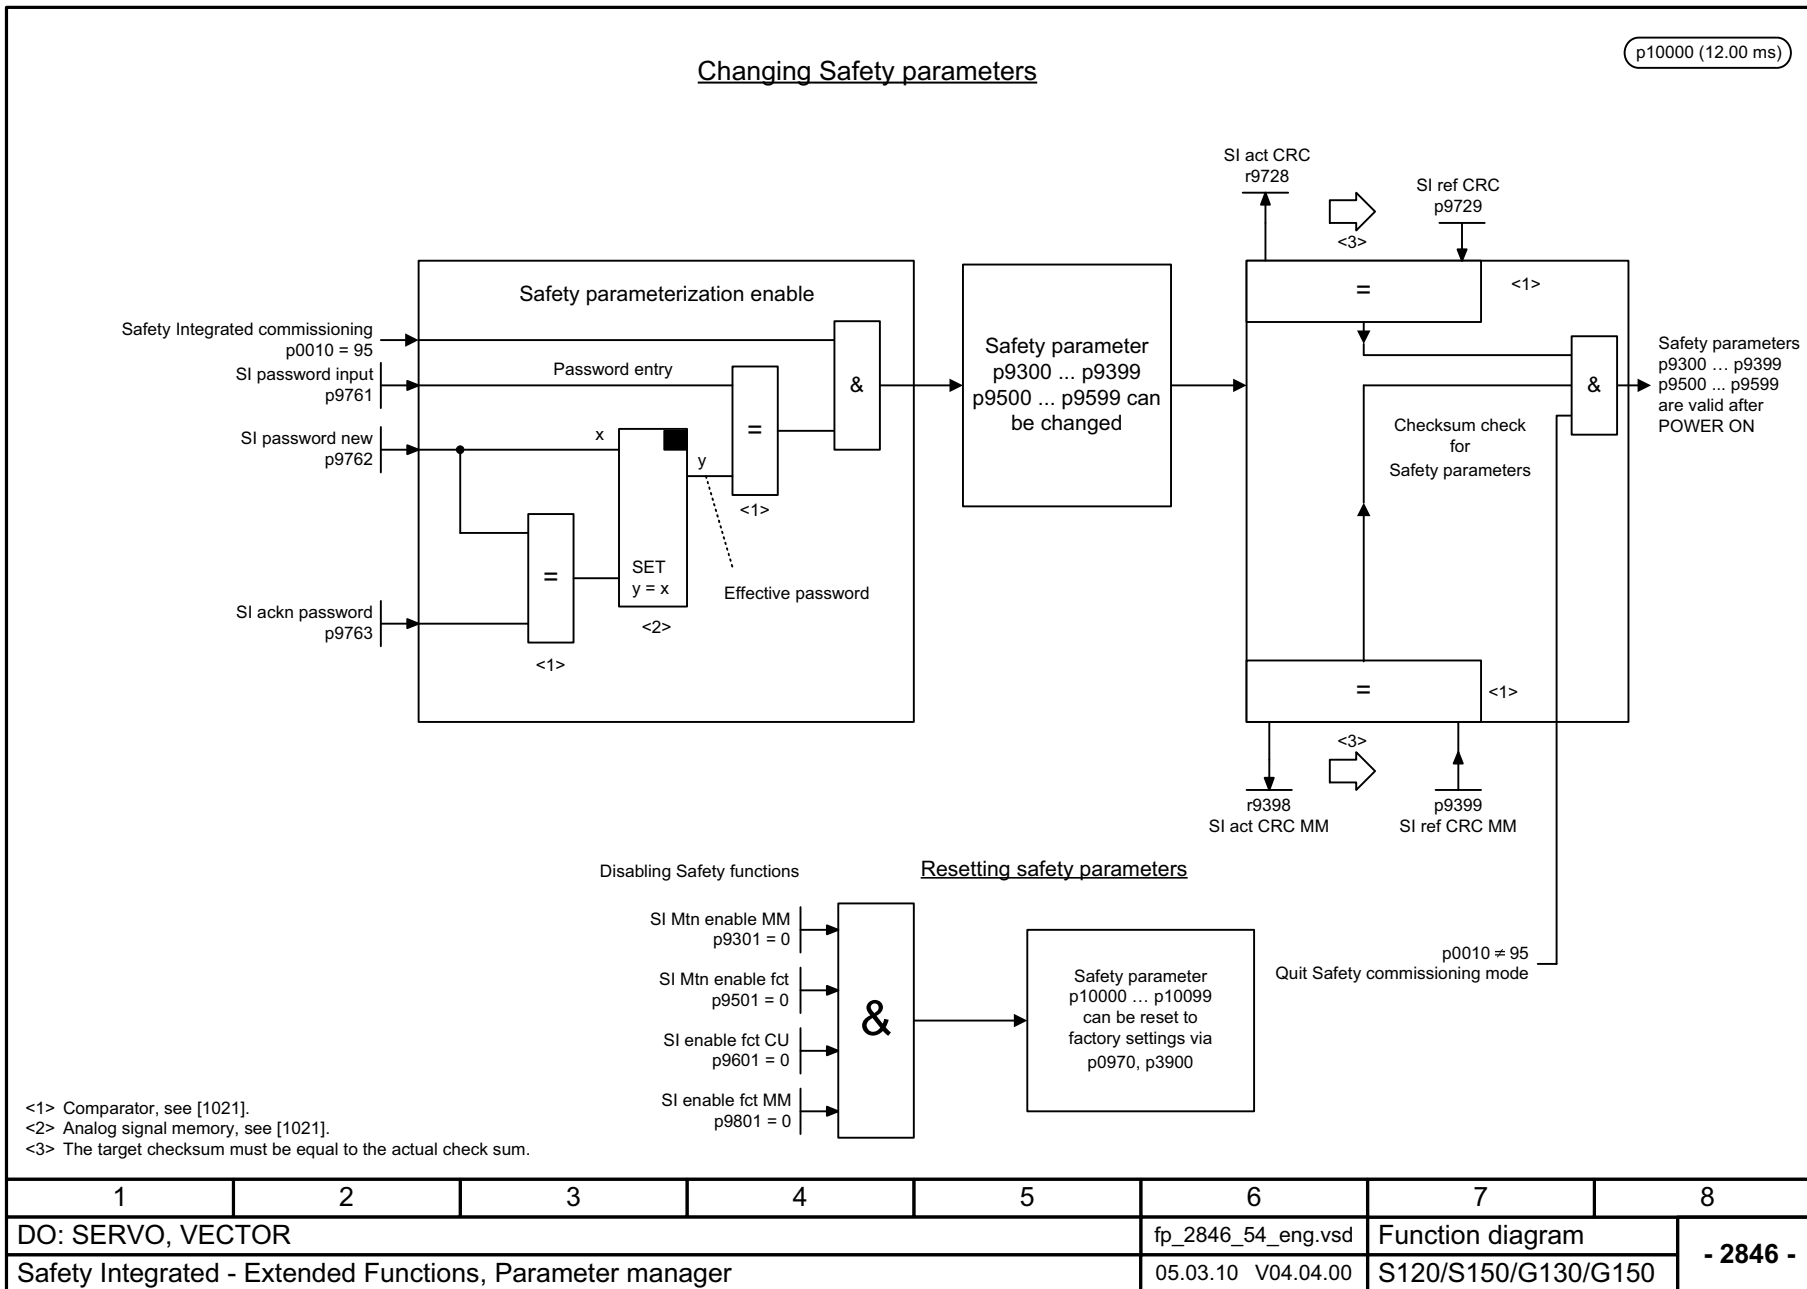 p10000 (12.00 ms)
Changing Safety parameters
SI act CRC
r9728
SI ref CRC
p9729
<3>
Safety parameterization enable
=
<1>
Safety Integrated commissioning
p0010 = 95
SI password input
p9761
Password entry
&
=
<1>
SI password new
p9762
x
y
SET
y = x
<2>
Effective password
=
<1>
SI ackn password
p9763
Safety parameter
p9300 ... p9399
p9500 ... p9599 can
be changed
Checksum check
for
Safety parameters
&
Safety parameters
p9300 … p9399
p9500 ... p9599
are valid after
POWER ON
=
<1>
<3>
r9398
SI act CRC MM
p9399
SI ref CRC MM
Disabling Safety functions
Resetting safety parameters
SI Mtn enable MM
p9301 = 0
SI Mtn enable fct
p9501 = 0
SI enable fct CU
p9601 = 0
SI enable fct MM
p9801 = 0
&
Safety parameter
p10000 … p10099
can be reset to
factory settings via
p0970, p3900
p0010 ≠ 95
Quit Safety commissioning mode
<1> Comparator, see [1021].
<2> Analog signal memory, see [1021].
<3> The target checksum must be equal to the actual check sum.
1 2 3 4 5 6 7 8
DO: SERVO, VECTOR
fp_2846_54_eng.vsd
Function diagram
- 2846 -
Safety Integrated - Extended Functions, Parameter manager
05.03.10 V04.04.00
S120/S150/G130/G150